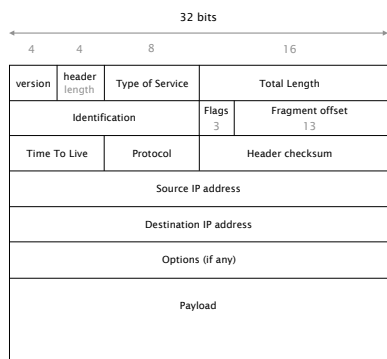 32 bits
4 4 8 16
version header length Type of Service Total Length
Identification Flags 3 Fragment offset 13
Time To Live Protocol Header checksum
Source IP address
Destination IP address
Options (if any)
Payload